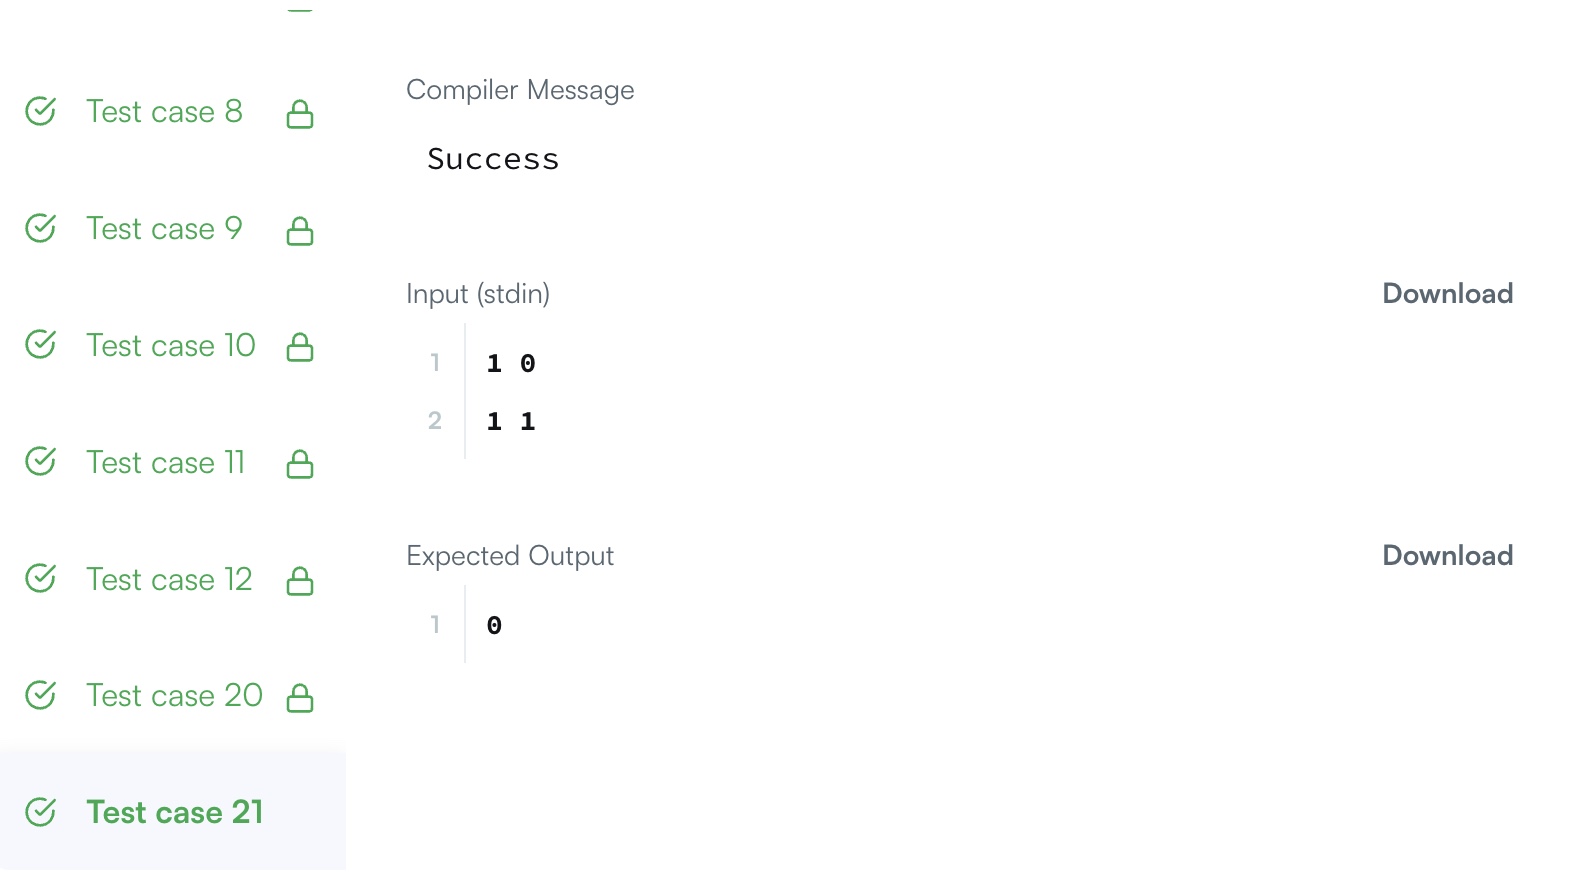 Test case 8
Test case 9
Test case 10
Test case 11
Test case 12
Test case 20
Test case 21
Compiler Message
Success
Input (stdin)
Download
1 1 0
2 1 1
Expected Output
Download
1 0